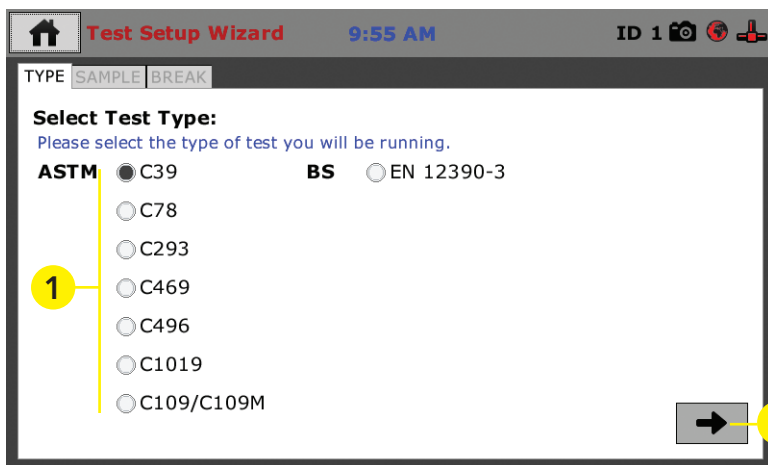 Test Setup Wizard 9:55 AM ID 1
TYPE SAMPLE BREAK
Select Test Type:
Please select the type of test you will be running.
ASTM C39 BS EN 12390-3
C78
C293
1 C469
C496
C1019
C109/C109M